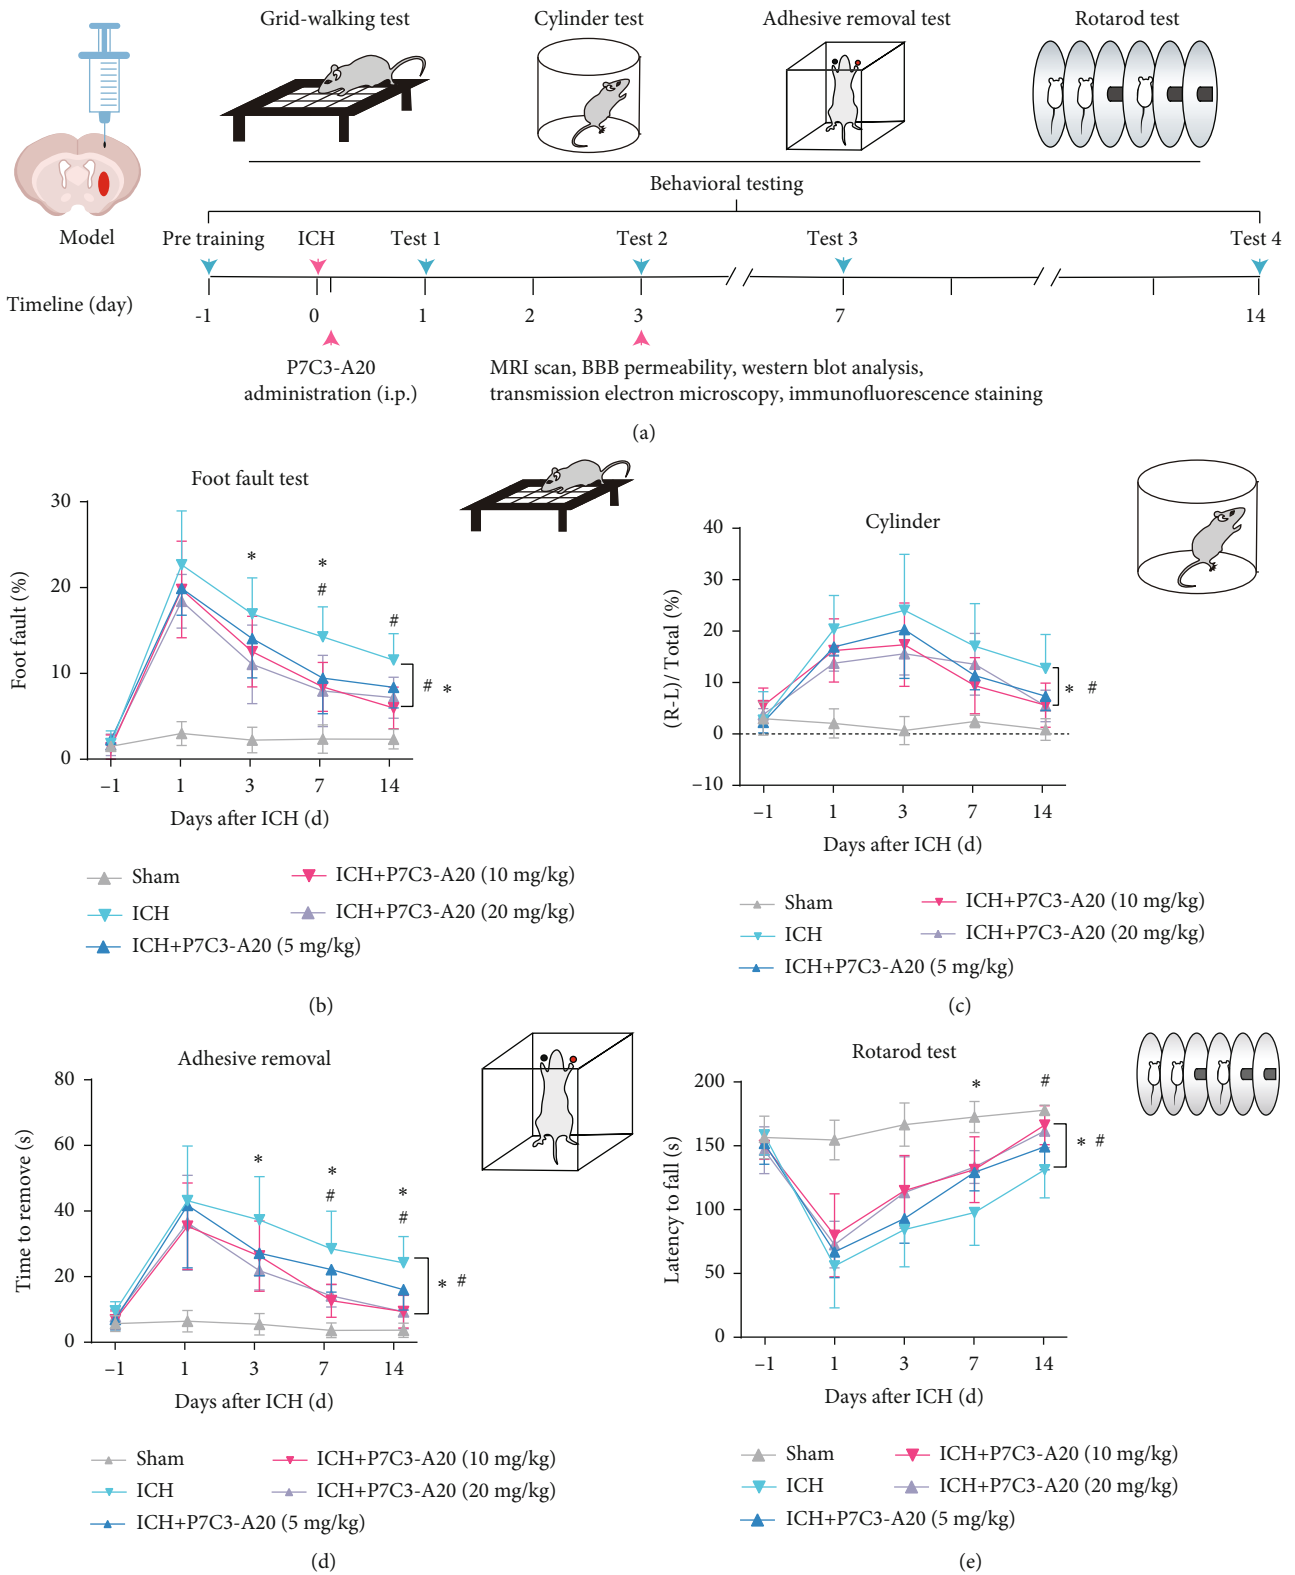 Grid-walking test Cylinder test Adhesive removal test Rotarod test
Behavioral testing
Model Pre training ICH Test 1 Test 2 Test 3 Test 4
Timeline (day) -1 0 1 2 3 7 14
P7C3-A20
administration (i.p.)
MRI scan, BBB permeability, western blot analysis,
transmission electron microscopy, immunofluorescence staining
(a)
Foot fault test
Foot fault (%)
30
20
10
0
*
*
#
#
# *
–1 1 3 7 14
Days after ICH (d)
Sham
ICH
ICH+P7C3-A20 (5 mg/kg)
ICH+P7C3-A20 (10 mg/kg)
ICH+P7C3-A20 (20 mg/kg)
(b)
Cylinder
(R-L)/ Total (%)
40
30
20
10
0
–10
* #
–1 1 3 7 14
Days after ICH (d)
Sham
ICH
ICH+P7C3-A20 (5 mg/kg)
ICH+P7C3-A20 (10 mg/kg)
ICH+P7C3-A20 (20 mg/kg)
(c)
Adhesive removal
Time to remove (s)
80
60
40
20
0
*
*
#
*
#
* #
–1 1 3 7 14
Days after ICH (d)
Sham
ICH
ICH+P7C3-A20 (5 mg/kg)
ICH+P7C3-A20 (10 mg/kg)
ICH+P7C3-A20 (20 mg/kg)
(d)
Rotarod test
Latency to fall (s)
200
150
100
50
0
*
#
* #
–1 1 3 7 14
Days after ICH (d)
Sham
ICH
ICH+P7C3-A20 (5 mg/kg)
ICH+P7C3-A20 (10 mg/kg)
ICH+P7C3-A20 (20 mg/kg)
(e)